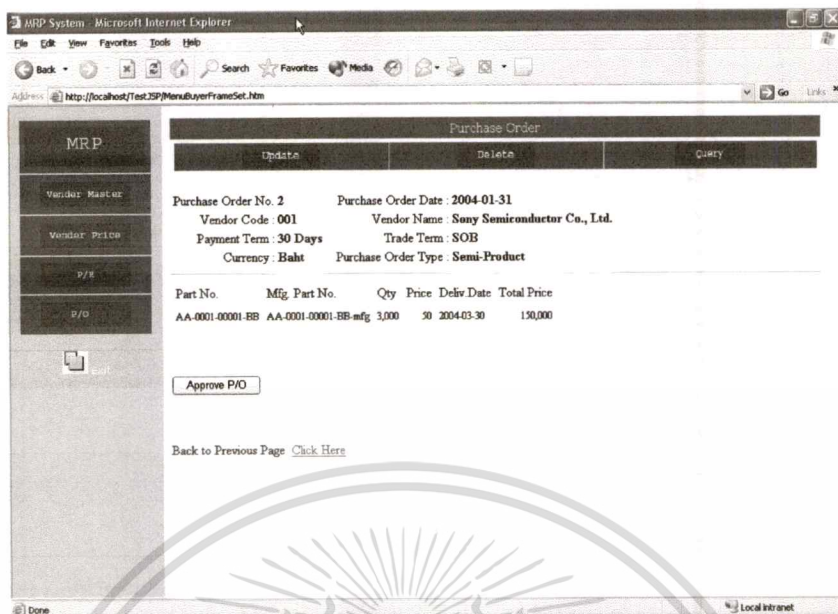 MRP System - Microsoft Internet Explorer
File Edit View Favorites Tools Help
Back Search Favorites Media
Address http://localhost/TestJSP/MenuBuyerFrameSet.htm Go Links
MRP
Vendor Master
Vendor Price
P/R
P/O
Exit
Purchase Order
Update Delete Query
Purchase Order No. 2 Purchase Order Date : 2004-01-31
Vendor Code : 001 Vendor Name : Sony Semiconductor Co., Ltd.
Payment Term : 30 Days Trade Term : SOB
Currency : Baht Purchase Order Type : Semi-Product
Part No. Mfg. Part No. Qty Price Deliv.Date Total Price
AA-0001-00001-BB AA-0001-00001-BB-mfg 3,000 50 2004-03-30 150,000
Approve P/O
Back to Previous Page Click Here
Done Local intranet